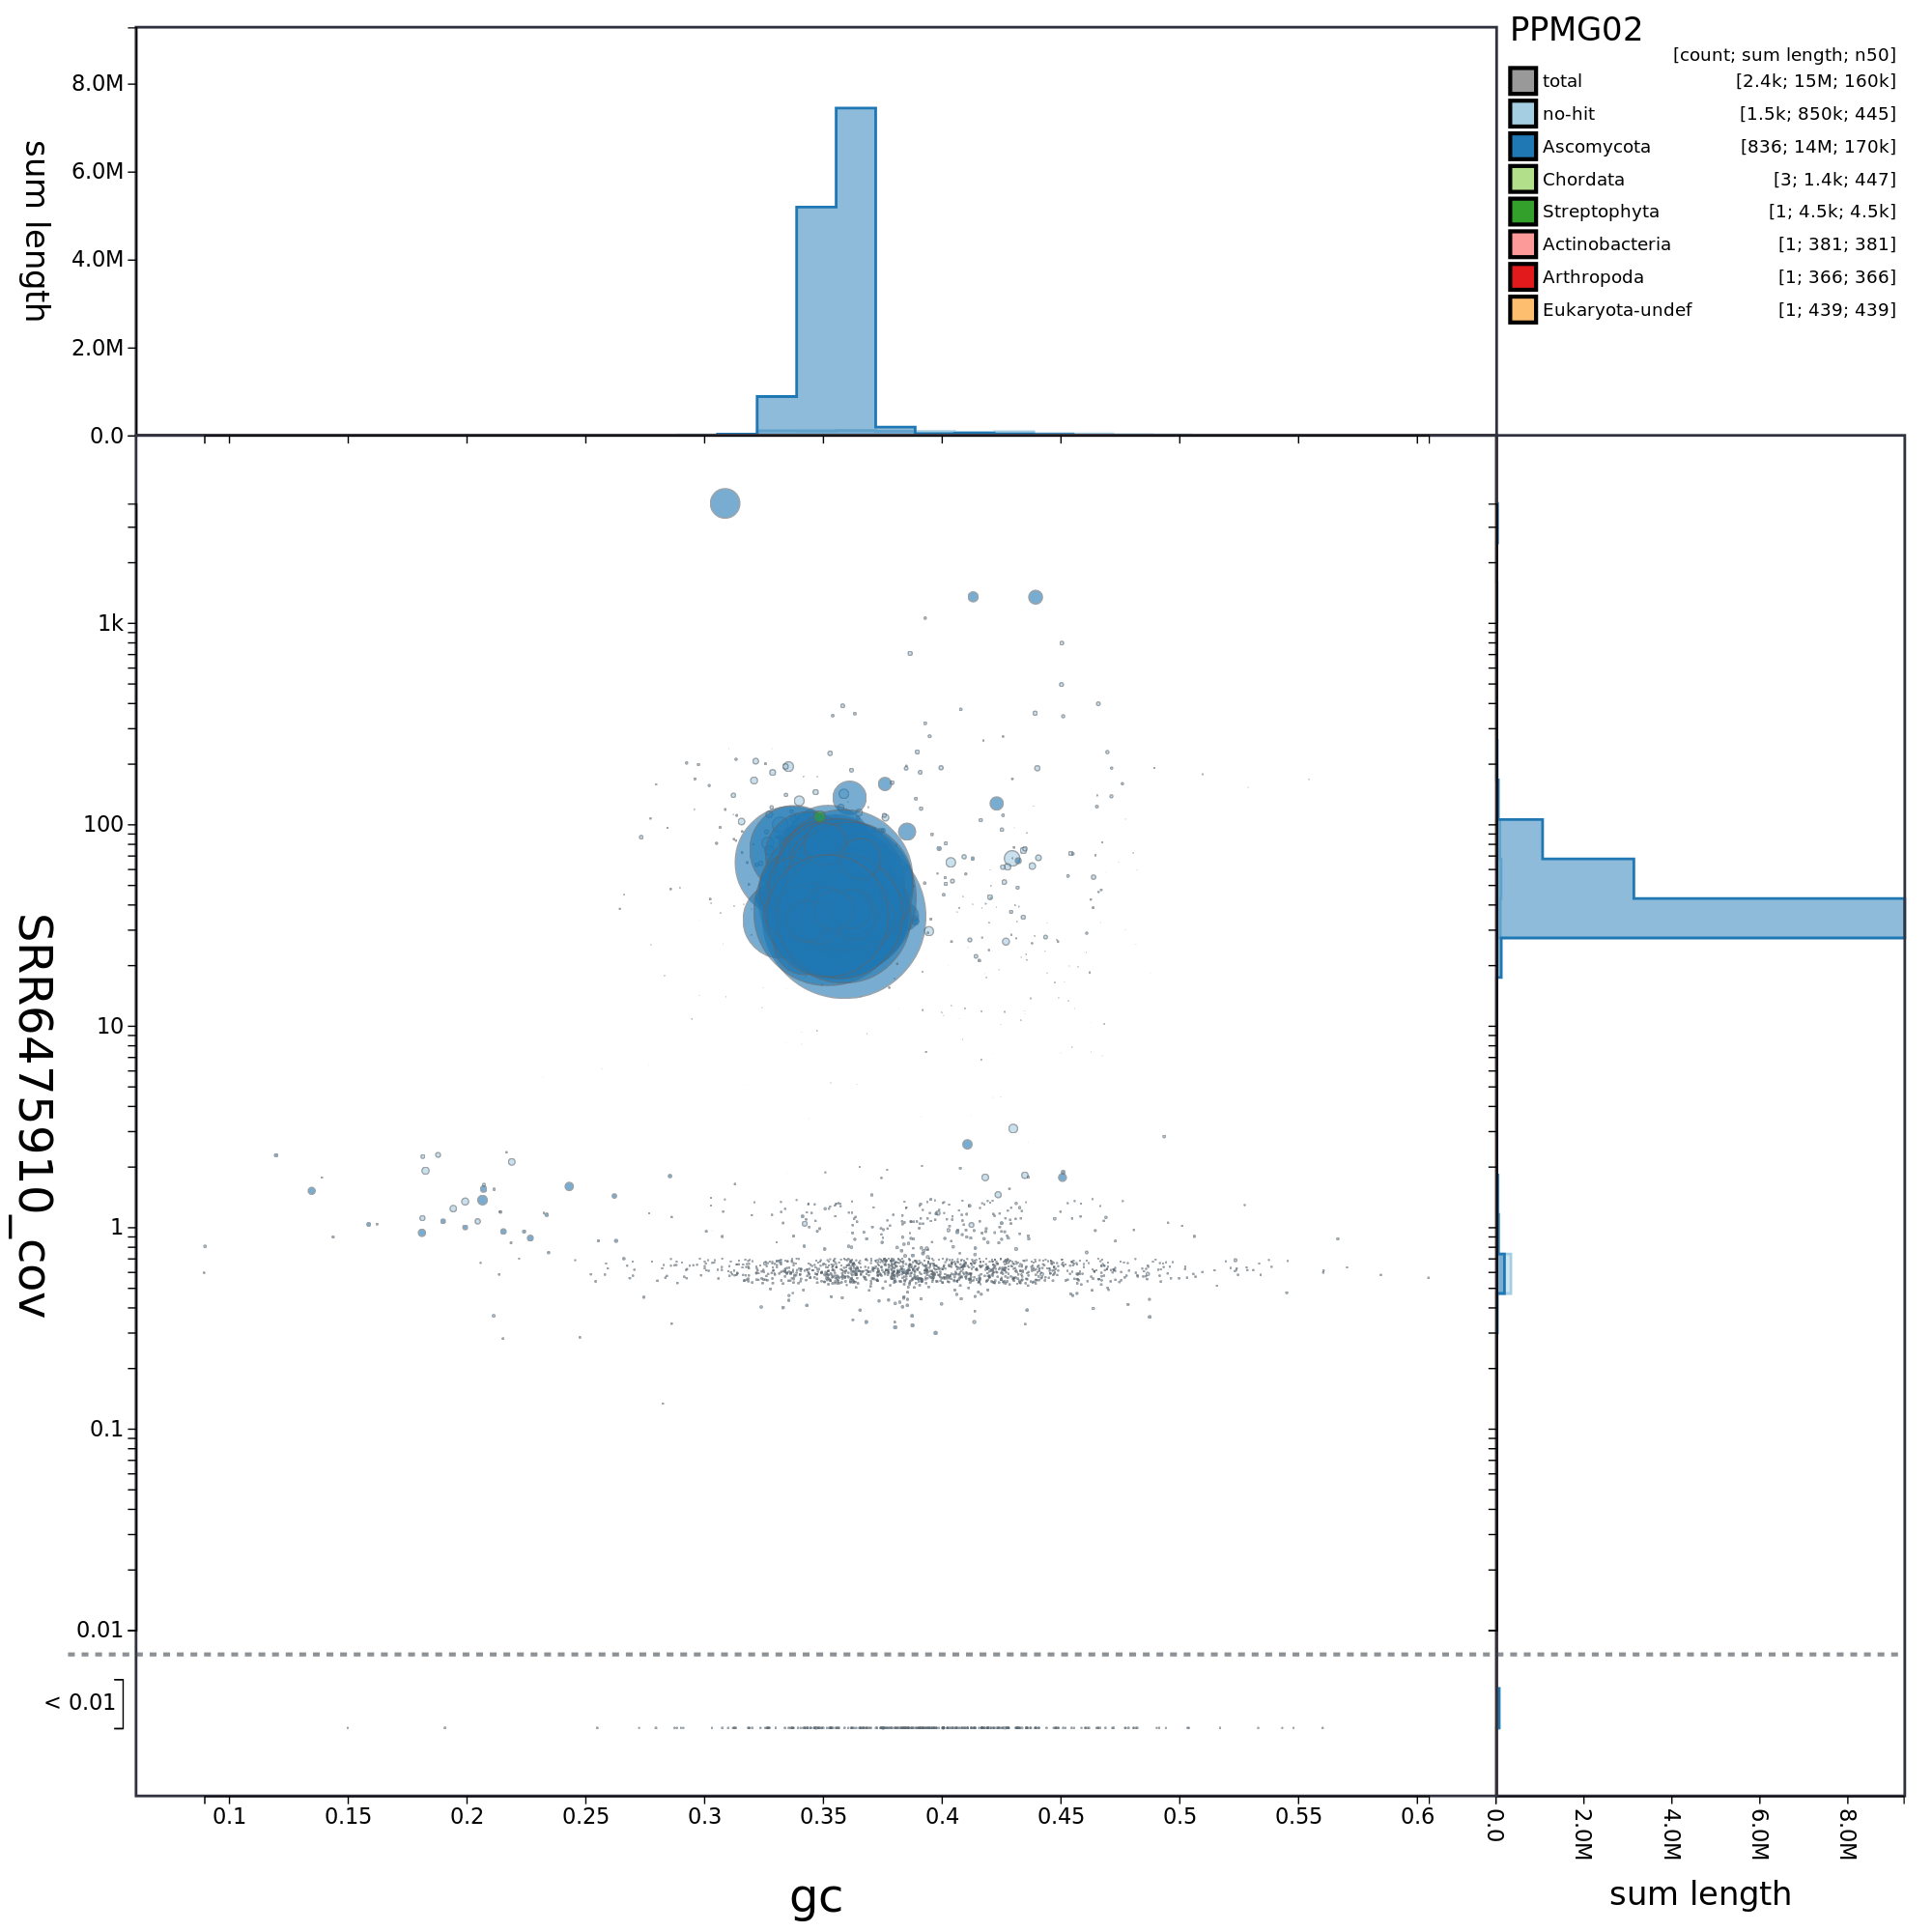 PPMG02
[count; sum length; n50]
total [2.4k; 15M; 160k]
no-hit [1.5k; 850k; 445]
Ascomycota [836; 14M; 170k]
Chordata [3; 1.4k; 447]
Streptophyta [1; 4.5k; 4.5k]
Actinobacteria [1; 381; 381]
Arthropoda [1; 366; 366]
Eukaryota-undef [1; 439; 439]
sum length
8.0M
6.0M
4.0M
2.0M
0.0
SRR6475910_cov
1k
100
10
1
0.1
0.01
< 0.01
0.1 0.15 0.2 0.25 0.3 0.35 0.4 0.45 0.5 0.55 0.6
gc
0.0 2.0M 4.0M 6.0M 8.0M
sum length